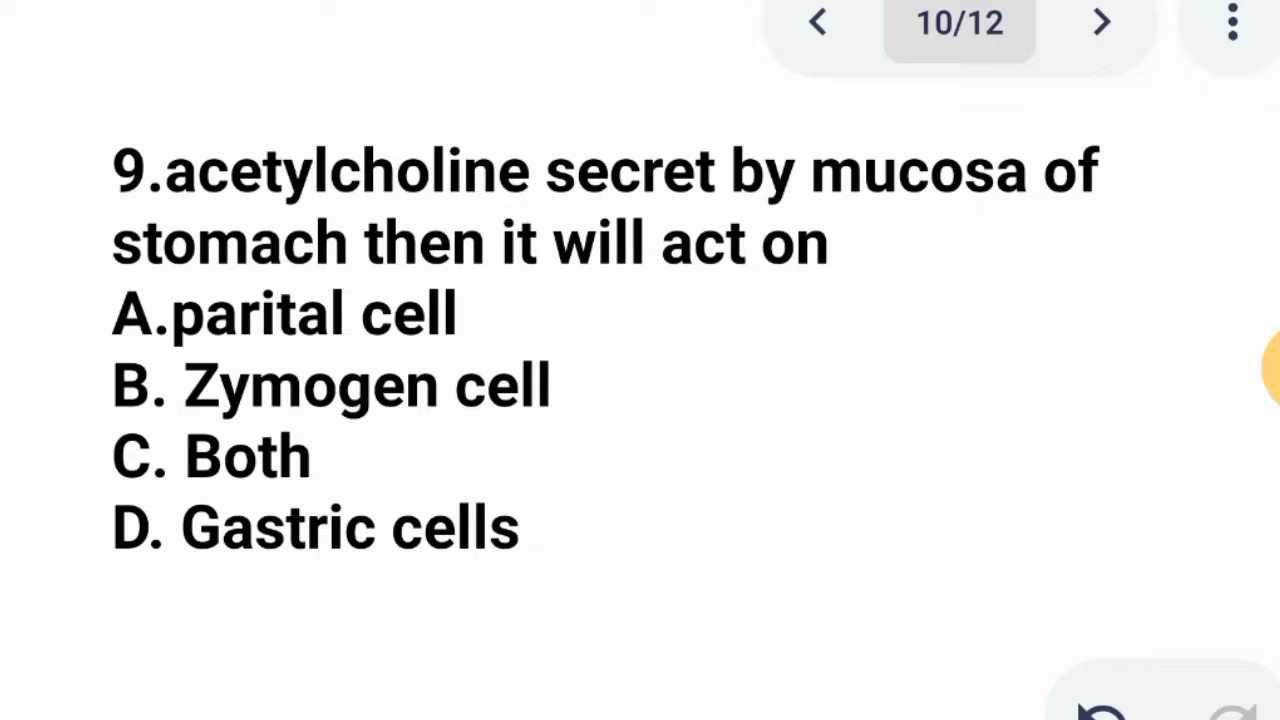 10/12
9.acetylcholine secret by mucosa of
stomach then it will act on
A.parital cell
B. Zymogen cell
C. Both
D. Gastric cells